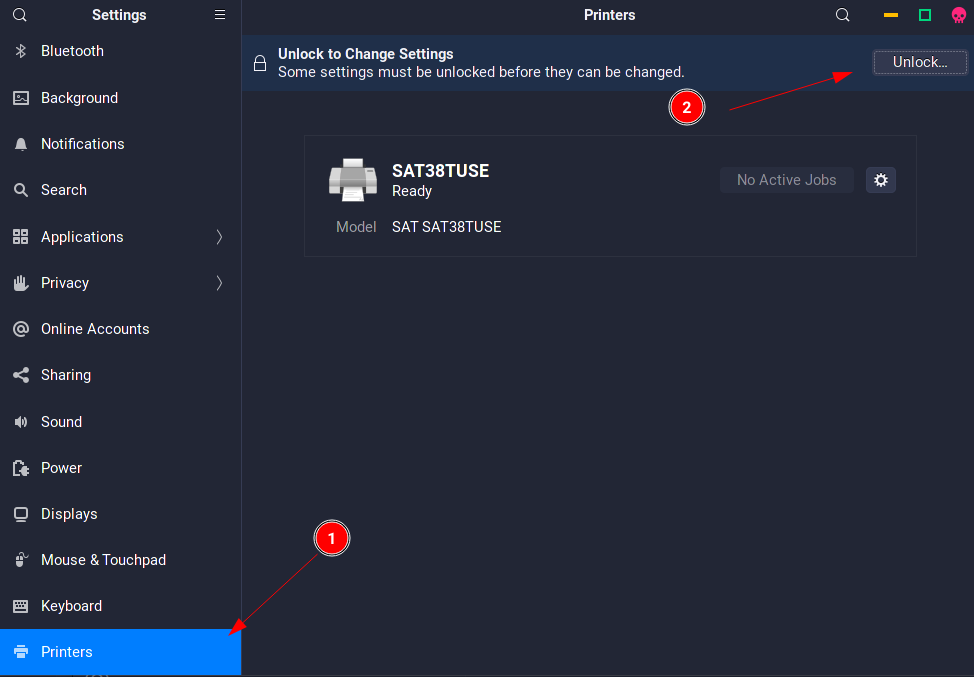 Settings
Printers
Bluetooth
Background
Notifications
Search
Applications
Privacy
Online Accounts
Sharing
Sound
Power
Displays
Mouse & Touchpad
Keyboard
Printers
1
Unlock to Change Settings
Some settings must be unlocked before they can be changed.
Unlock...
2
SAT38TUSE
Ready
No Active Jobs
Model SAT SAT38TUSE